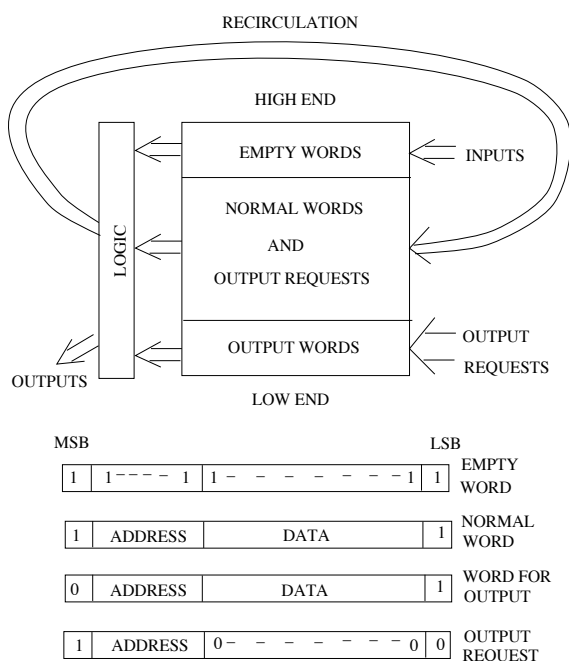 RECIRCULATION
HIGH END
EMPTY WORDS
INPUTS
NORMAL WORDS
AND
OUTPUT REQUESTS
LOGIC
OUTPUT WORDS
OUTPUT
REQUESTS
OUTPUTS
LOW END
MSB LSB
1 1 - - - - 1 1 - - - - - - - 1 1 EMPTY
WORD
1 ADDRESS DATA 1 NORMAL
WORD
0 ADDRESS DATA 1 WORD FOR
OUTPUT
1 ADDRESS 0 - - - - - - - 0 0 OUTPUT
REQUEST